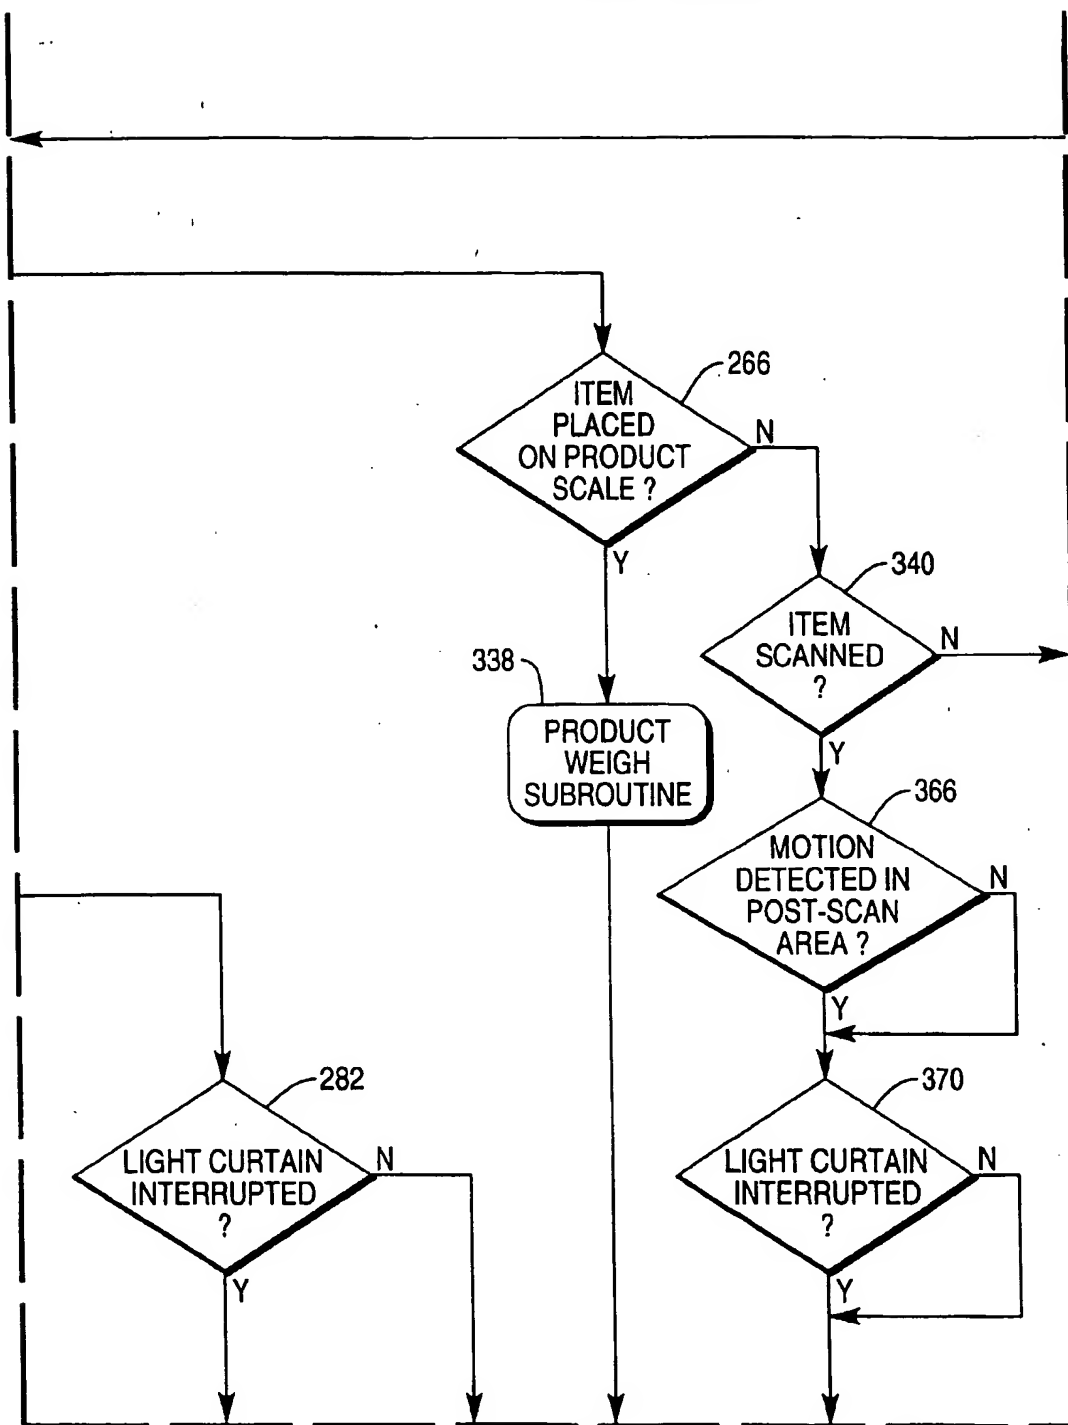 266
ITEM
PLACED
ON PRODUCT
SCALE ?
N
Y
340
ITEM
SCANNED
?
N
Y
338
PRODUCT
WEIGH
SUBROUTINE
366
MOTION
DETECTED IN
POST-SCAN
AREA ?
N
Y
282
LIGHT CURTAIN
INTERRUPTED
?
N
Y
370
LIGHT CURTAIN
INTERRUPTED
?
N
Y